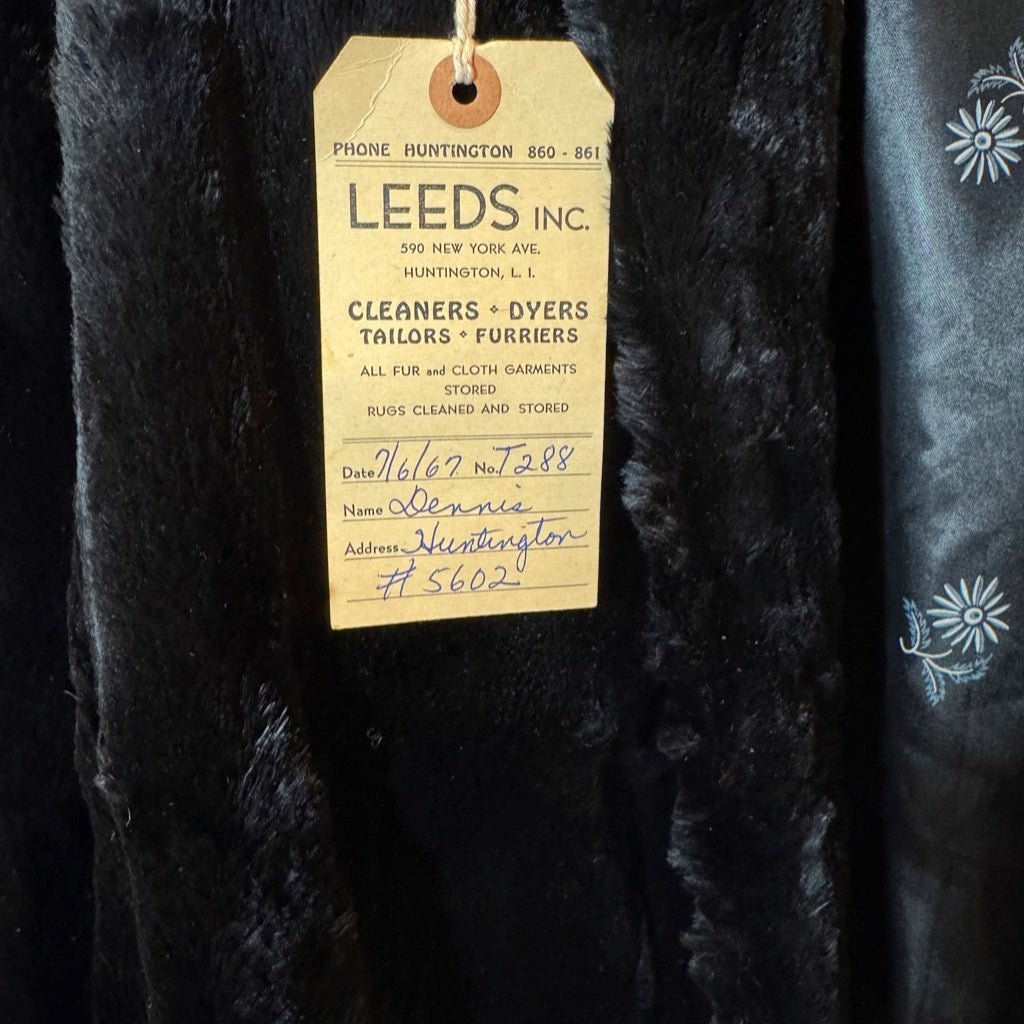 PHONE HUNTINGTON 860 - 861
LEEDS INC.
590 NEW YORK AVE.
HUNTINGTON, L. I.
CLEANERS • DYERS
TAILORS • FURRIERS
ALL FUR and CLOTH GARMENTS
STORED
RUGS CLEANED AND STORED
Date 7/6/67 No. T288
Name Dennis
Address Huntington
# 5602